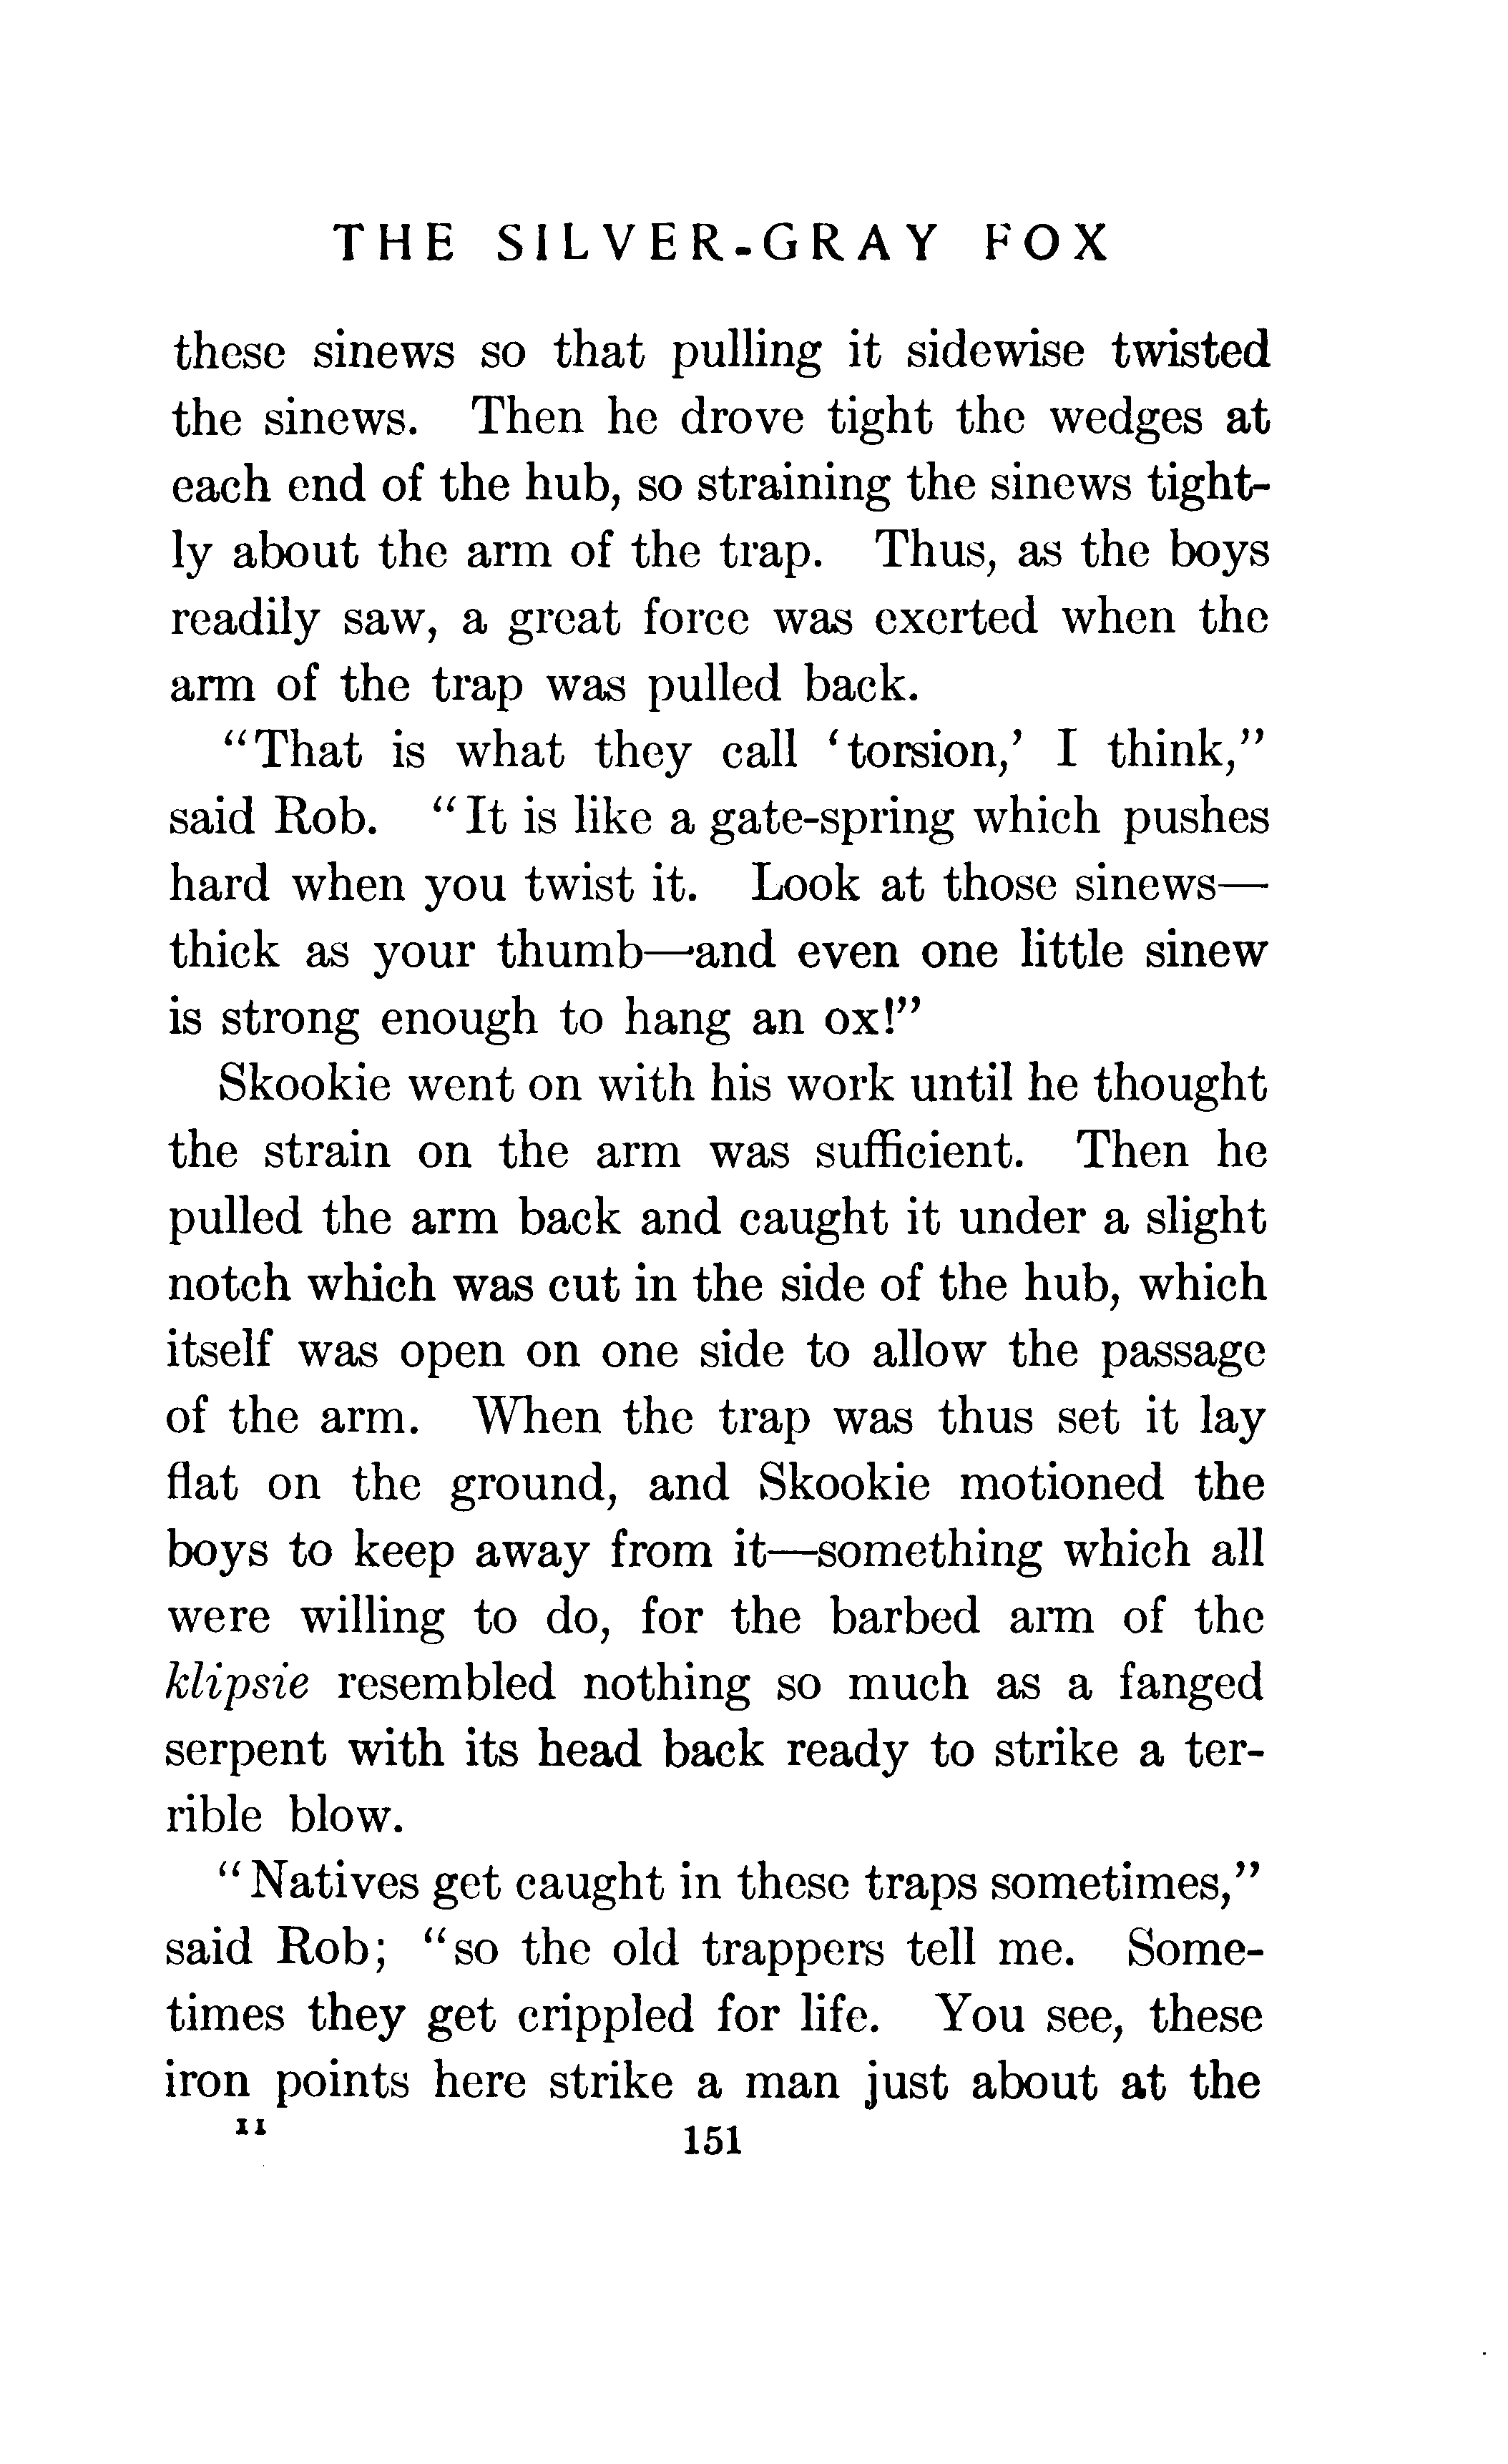 THE SILVER-GRAY FOX
these sinews so that pulling it sidewise twisted
the sinews. Then he drove tight the wedges at
each end of the hub, so straining the sinews tight-
ly about the arm of the trap. Thus, as the boys
readily saw, a great force was exerted when the
arm of the trap was pulled back.
"That is what they call 'torsion,' I think,"
said Rob. "It is like a gate-spring which pushes
hard when you twist it. Look at those sinews—
thick as your thumb—and even one little sinew
is strong enough to hang an ox!"
Skookie went on with his work until he thought
the strain on the arm was sufficient. Then he
pulled the arm back and caught it under a slight
notch which was cut in the side of the hub, which
itself was open on one side to allow the passage
of the arm. When the trap was thus set it lay
flat on the ground, and Skookie motioned the
boys to keep away from it—something which all
were willing to do, for the barbed arm of the
klipsie resembled nothing so much as a fanged
serpent with its head back ready to strike a ter-
rible blow.
"Natives get caught in these traps sometimes,"
said Rob; "so the old trappers tell me. Some-
times they get crippled for life. You see, these
iron points here strike a man just about at the
11 151